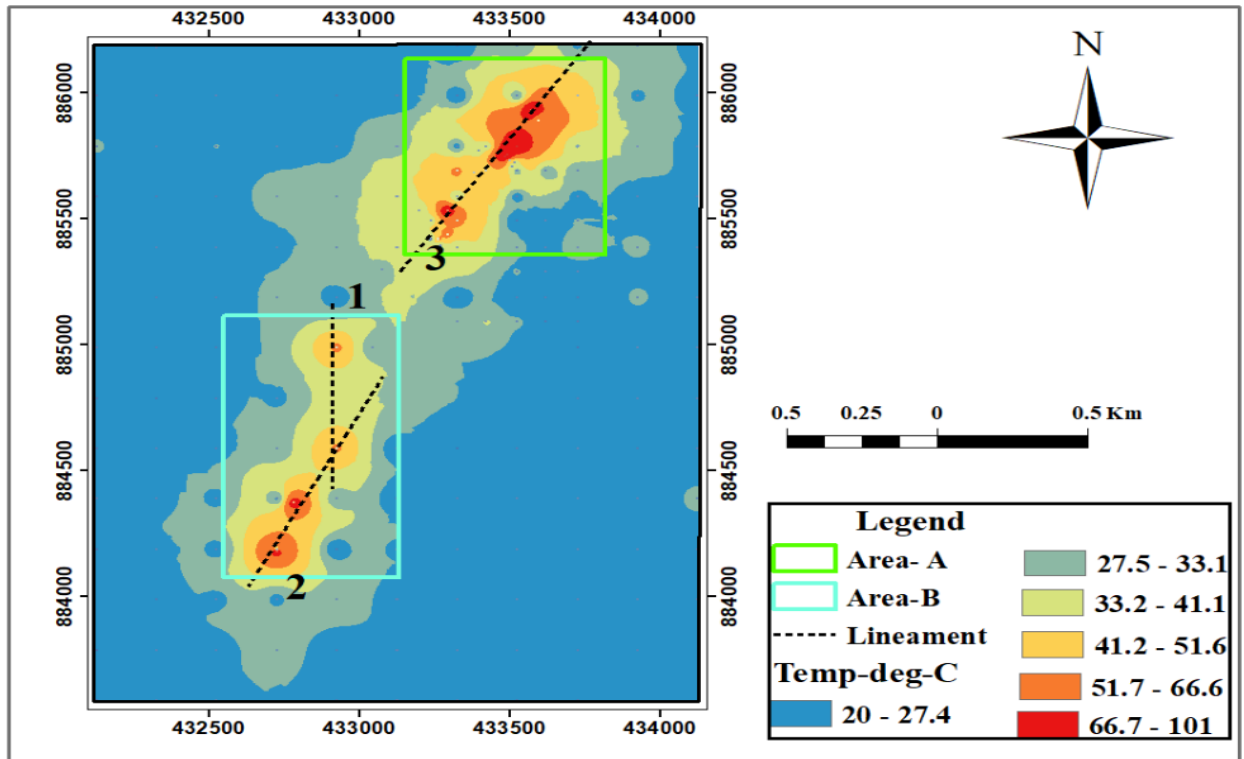 432500 433000 433500 434000
N
886000 886000
885500 885500
3
1
885000 885000
884500 884500
2
884000 884000
432500 433000 433500 434000
0.5 0.25 0 0.5 Km
Legend
Area- A
Area-B
Lineament
Temp-deg-C
20 - 27.4
27.5 - 33.1
33.2 - 41.1
41.2 - 51.6
51.7 - 66.6
66.7 - 101